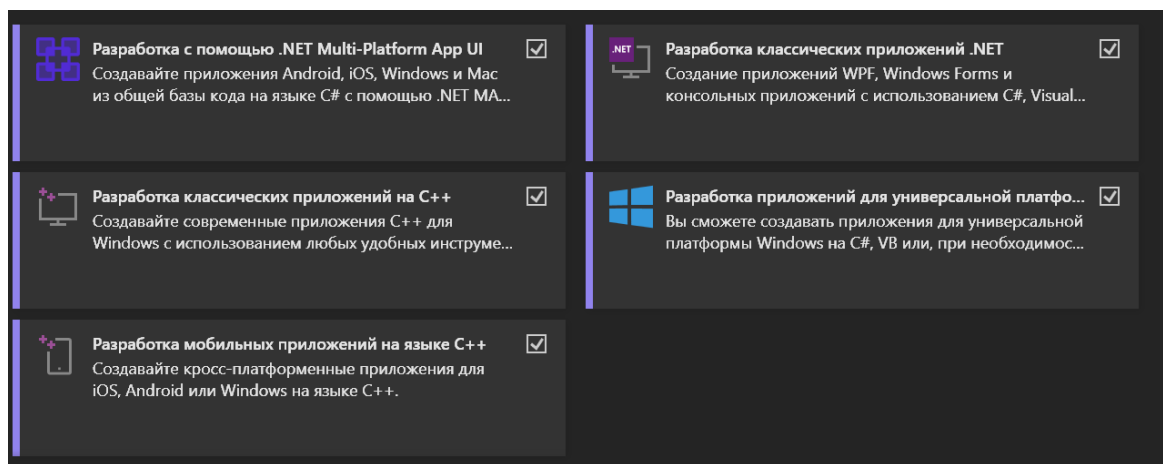 Разработка с помощью .NET Multi-Platform App UI
Создавайте приложения Android, iOS, Windows и Mac
из общей базы кода на языке C# с помощью .NET MA...
.NET
Разработка классических приложений .NET
Создание приложений WPF, Windows Forms и
консольных приложений с использованием C#, Visual...
Разработка классических приложений на C++
Создавайте современные приложения C++ для
Windows с использованием любых удобных инструме...
Разработка приложений для универсальной платфо...
Вы сможете создавать приложения для универсальной
платформы Windows на C#, VB или, при необходимос...
Разработка мобильных приложений на языке C++
Создавайте кросс-платформенные приложения для
iOS, Android или Windows на языке C++.